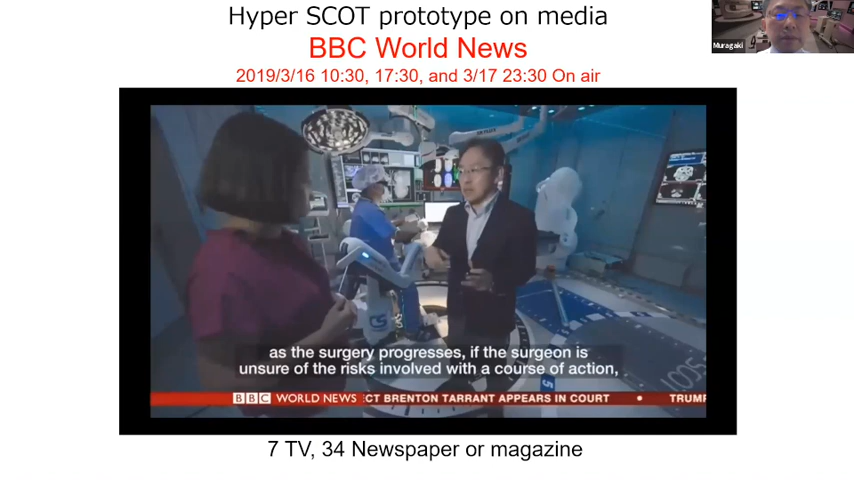 Hyper SCOT prototype on media
BBC World News
2019/3/16 10:30, 17:30, and 3/17 23:30 On air
Muragaki
as the surgery progresses, if the surgeon is
unsure of the risks involved with a course of action,
BBC WORLD NEWS CT BRENTON TARRANT APPEARS IN COURT • TRUMP
7 TV, 34 Newspaper or magazine